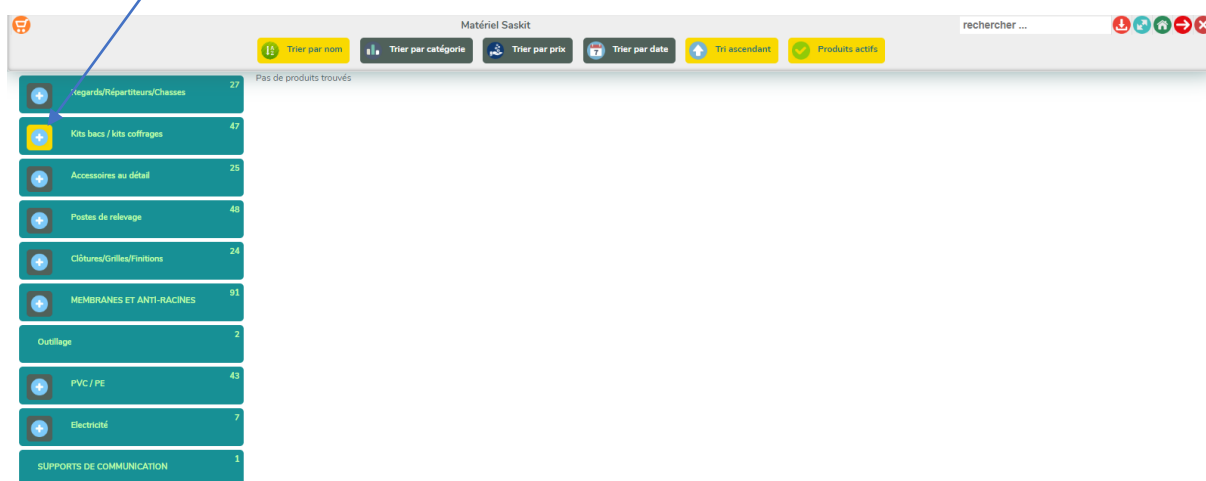 Matériel Saskit
rechercher ...
Trier par nom
Trier par catégorie
Trier par prix
Trier par date
Tri ascendant
Produits actifs
Pas de produits trouvés
Regards/Répartiteurs/Chasses 27
Kits bacs / kits coffrages 47
Accessoires au détail 25
Postes de relevage 48
Clôtures/Grilles/Finitions 24
MEMBRANES ET ANTI-RACINES 91
Outillage 2
PVC / PE 43
Electricité 7
SUPPORTS DE COMMUNICATION 1